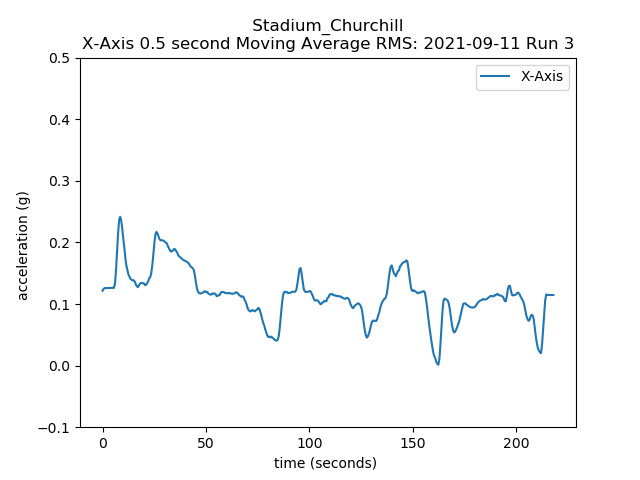 Stadium_Churchill
X-Axis 0.5 second Moving Average RMS: 2021-09-11 Run 3
X-Axis
0.5
0.4
0.3
0.2
0.1
0.0
−0.1
acceleration (g)
0 50 100 150 200
time (seconds)